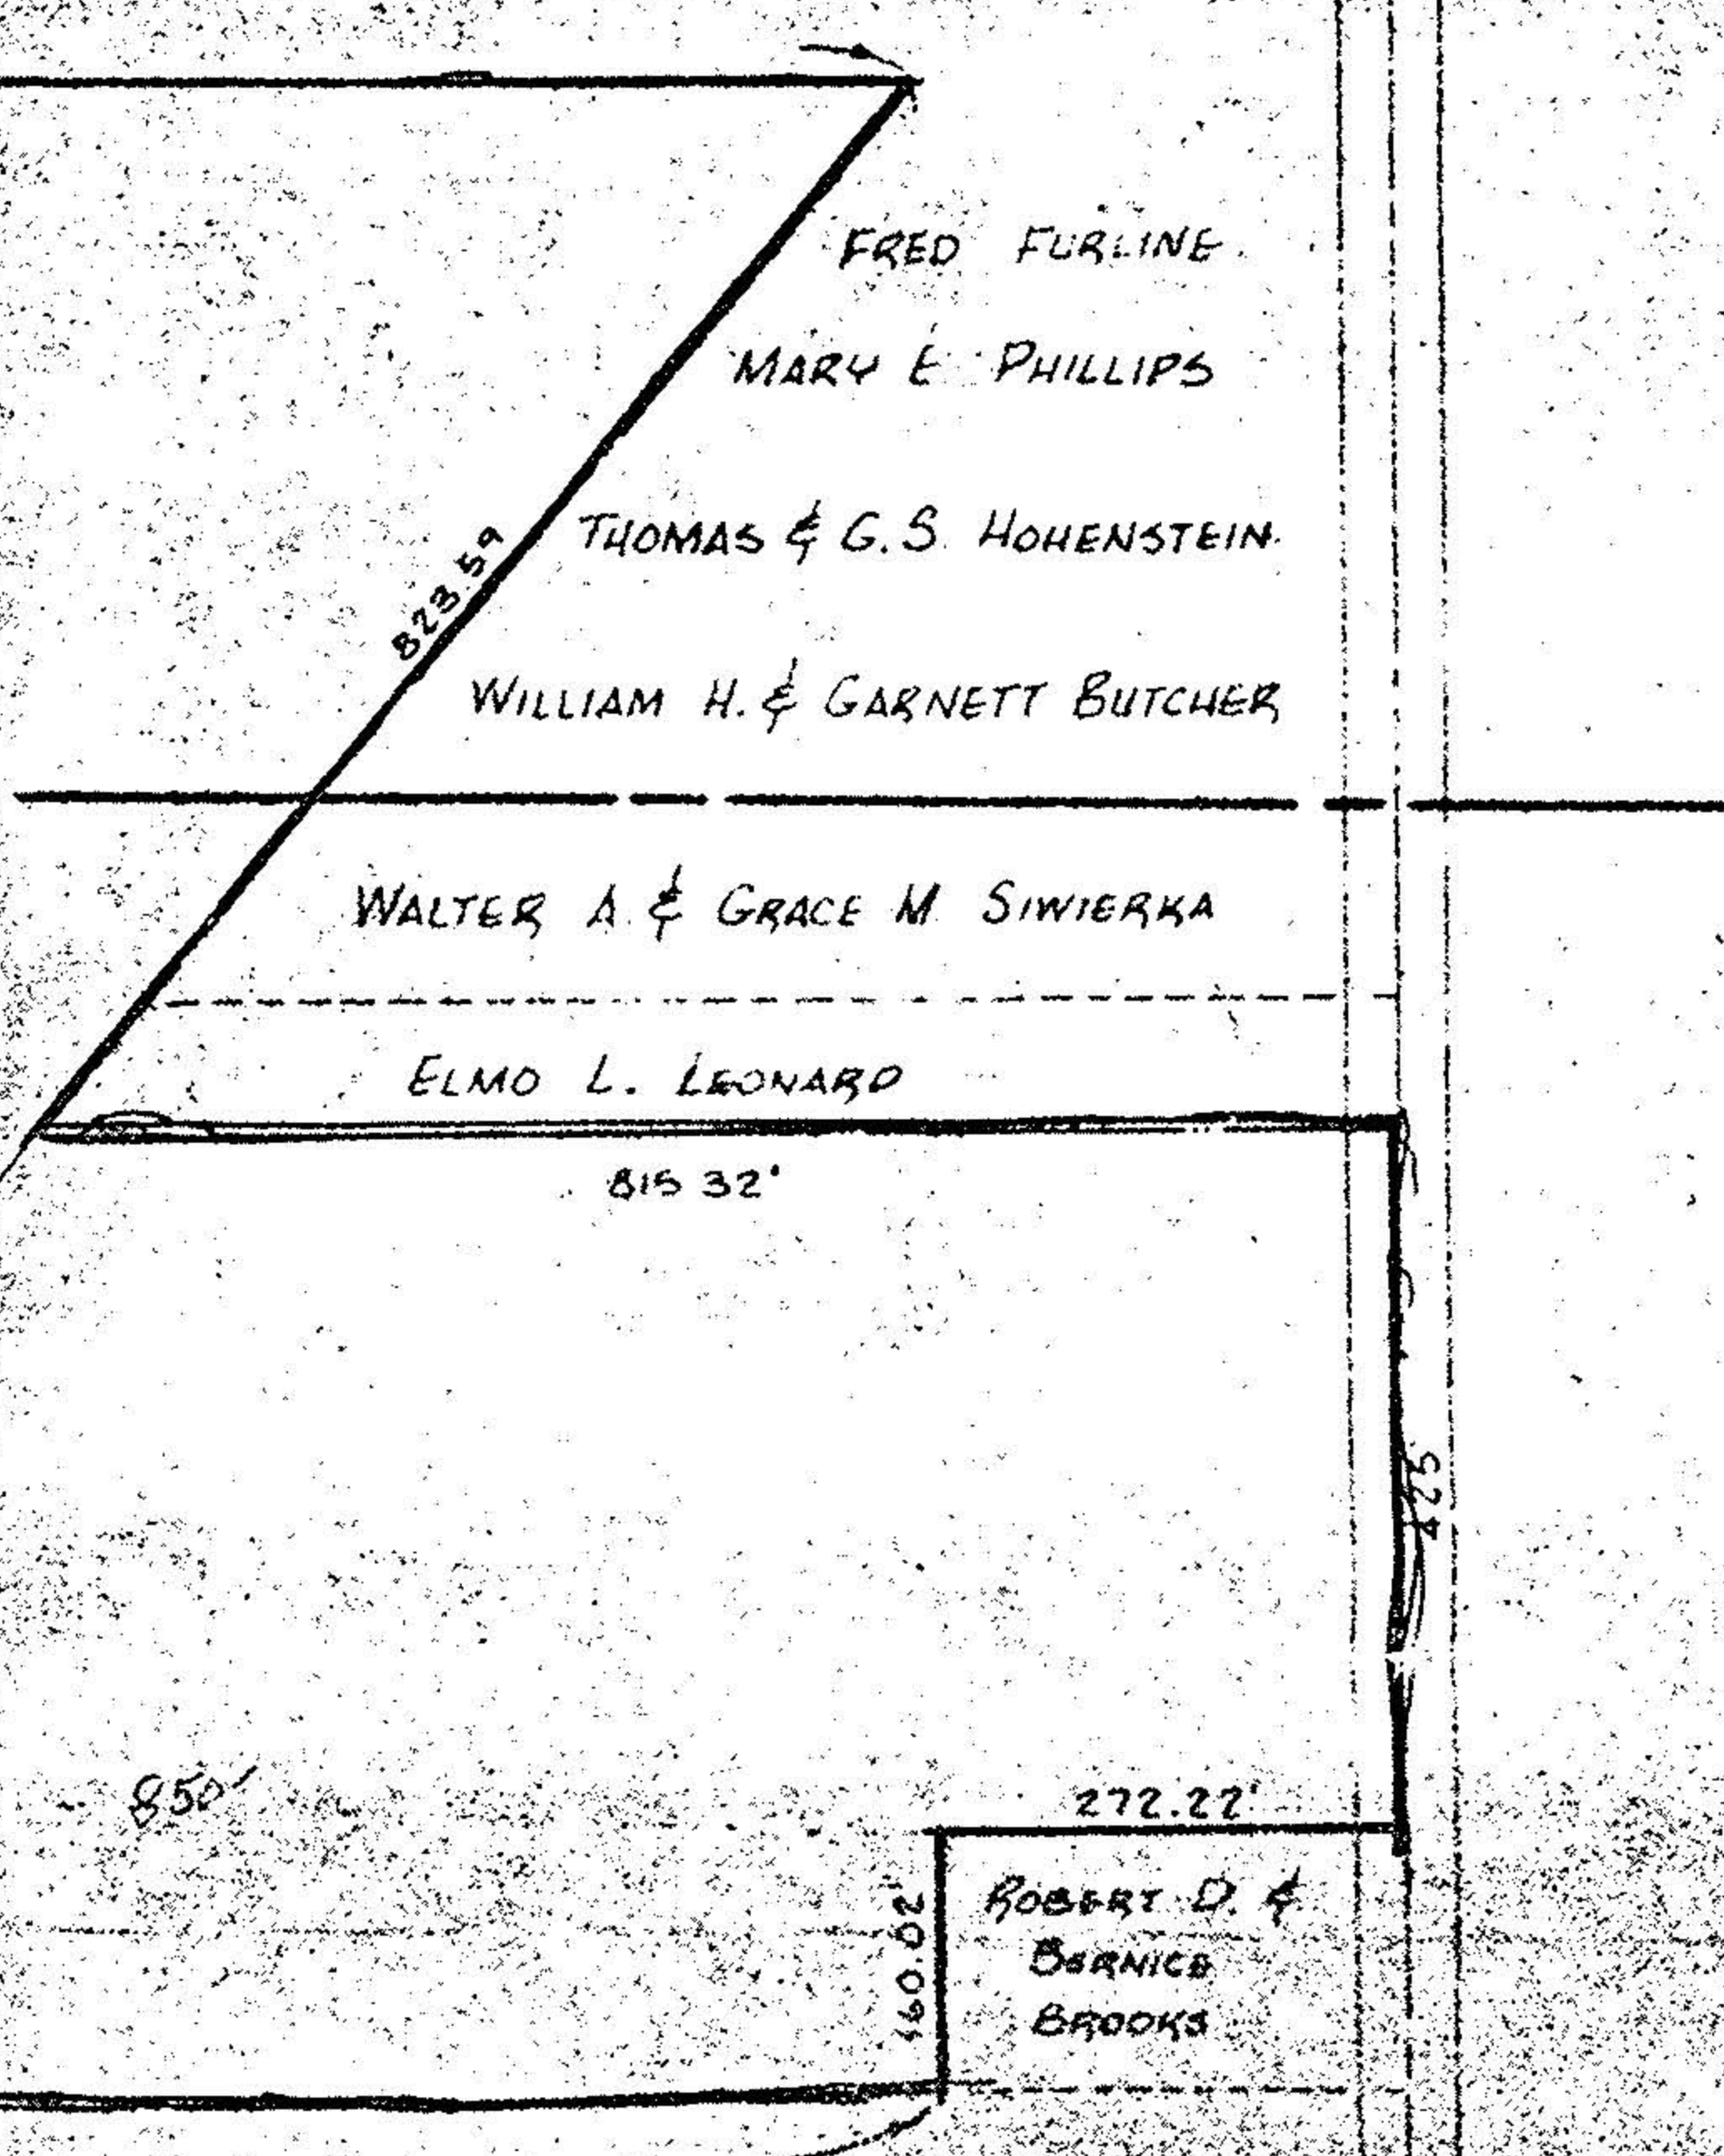 FRED FURLINE
MARY E PHILLIPS
THOMAS & G.S. HOHENSTEIN
823.59
WILLIAM H. & GARNETT BUTCHER
WALTER A. & GRACE M SIWIERKA
ELMO L. LEONARD
815 32'
850'
272.22'
160.02
ROBERT D. &
BERNICE
BROOKS